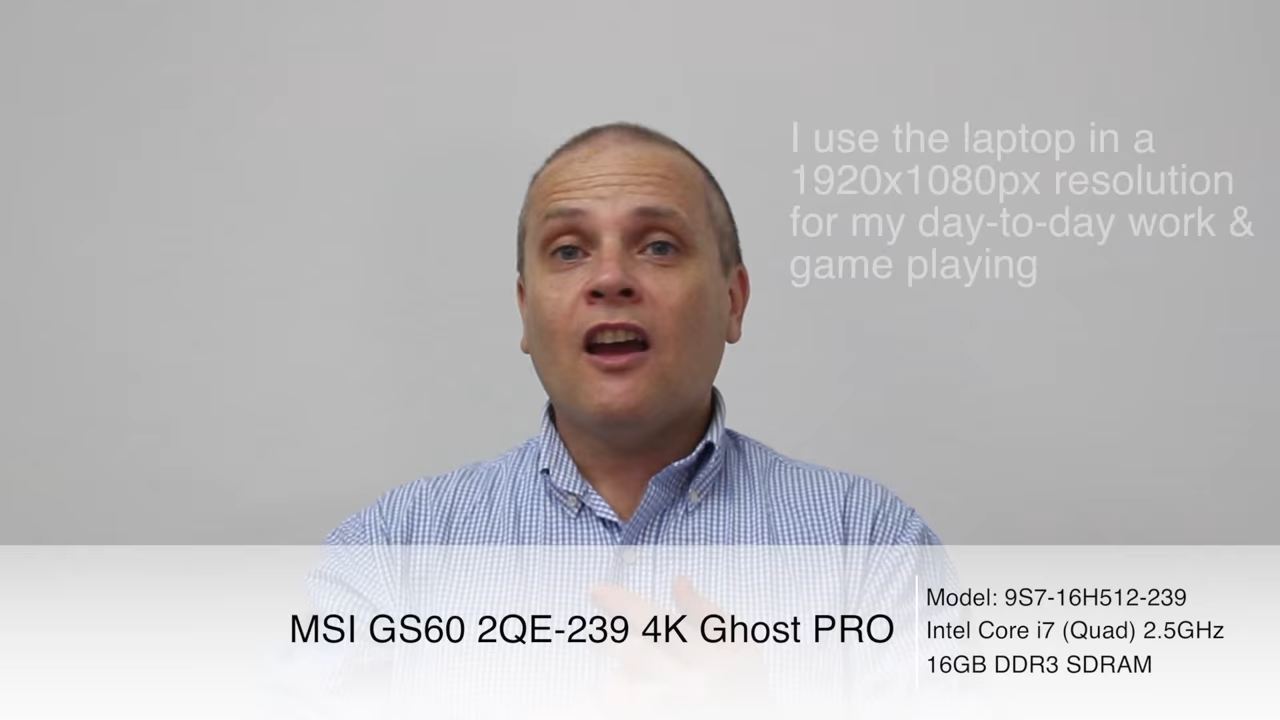 I use the laptop in a
1920x1080px resolution
for my day-to-day work &
game playing
MSI GS60 2QE-239 4K Ghost PRO
Model: 9S7-16H512-239
Intel Core i7 (Quad) 2.5GHz
16GB DDR3 SDRAM